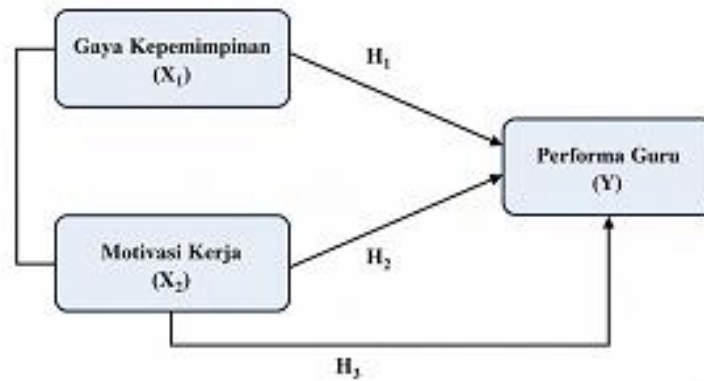 Gaya Kepemimpinan
(X₁)
H₁
Performa Guru
(Y)
Motivasi Kerja
(X₂)
H₂
H₃